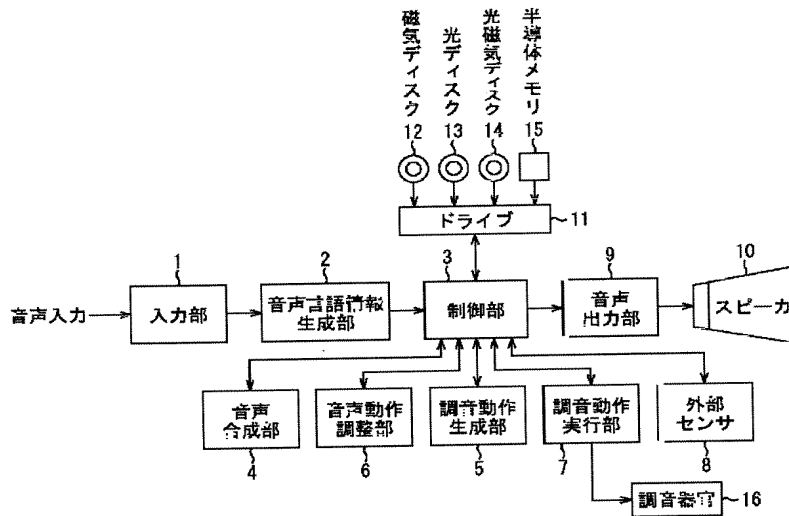 磁気ディスク
光ディスク
光磁気ディスク
半導体メモリ
12
13
14
15
ドライブ
11
1
2
3
9
10
音声入力
入力部
音声言語情報
生成部
制御部
音声
出力部
スピーカ
音声
合成部
音声動作
調整部
調音動作
生成部
調音動作
実行部
外部
センサ
4
6
5
7
8
調音器官
16